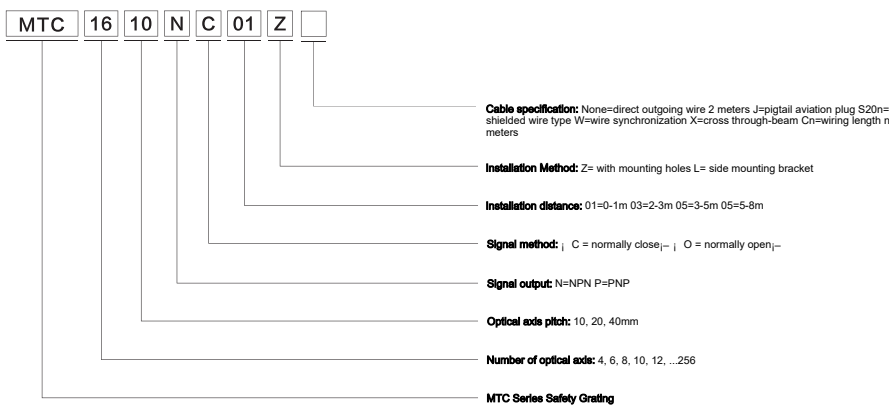 MTC 16 10 N C 01 Z
Cable specification: None=direct outgoing wire 2 meters J=pigtail aviation plug S20n=
shielded wire type W=wire synchronization X=cross through-beam Cn=wiring length n
meters
Installation Method: Z= with mounting holes L= side mounting bracket
Installation distance: 01=0-1m 03=2-3m 05=3-5m 05=5-8m
Signal method: ¡ C = normally close¡– ¡ O = normally open¡–
Signal output: N=NPN P=PNP
Optical axis pitch: 10, 20, 40mm
Number of optical axis: 4, 6, 8, 10, 12, ...256
MTC Series Safety Grating